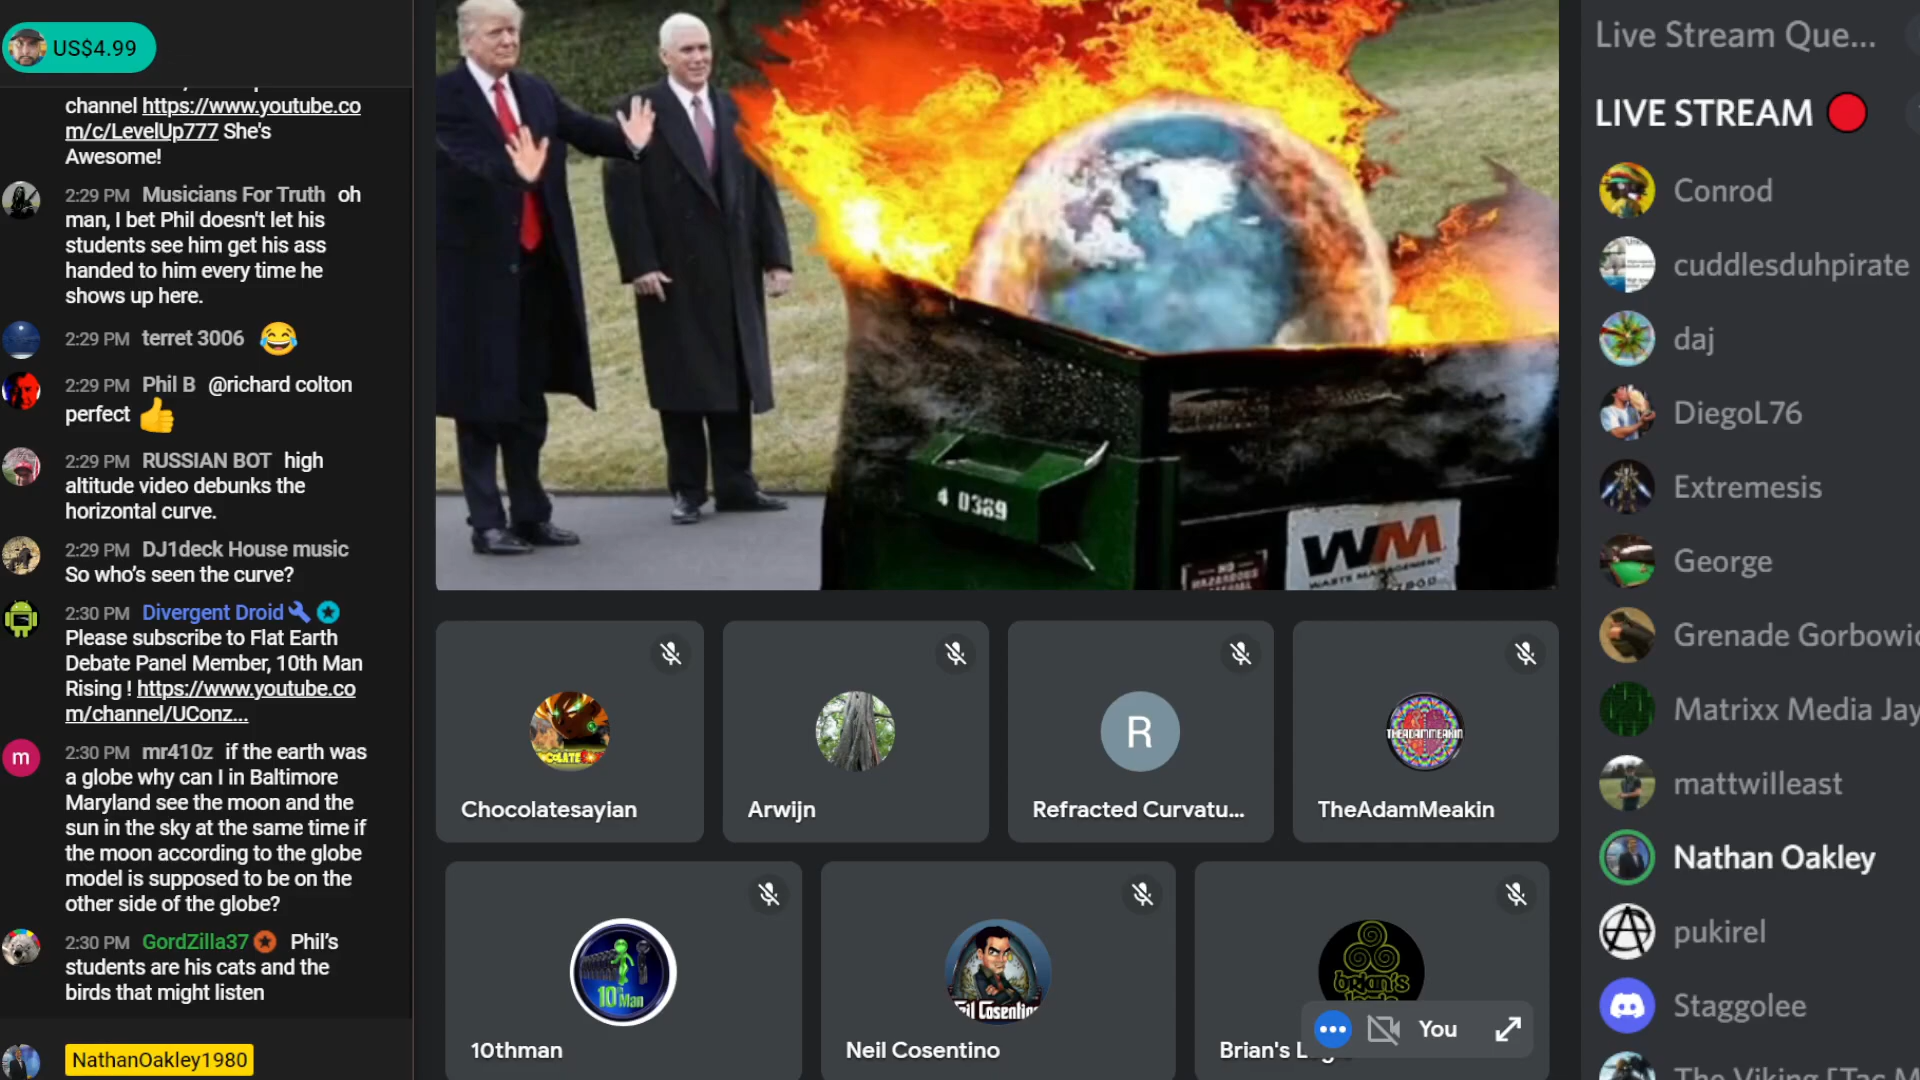 US$4.99
channel https://www.youtube.co
m/c/LevelUp777 She's
Awesome!
2:29 PM Musicians For Truth oh
man, I bet Phil doesn't let his
students see him get his ass
handed to him every time he
shows up here.
2:29 PM terret 3006 😂
2:29 PM Phil B @richard colton
perfect 👍
2:29 PM RUSSIAN BOT high
altitude video debunks the
horizontal curve.
2:29 PM DJ1deck House music
So who’s seen the curve?
2:30 PM Divergent Droid
Please subscribe to Flat Earth
Debate Panel Member, 10th Man
Rising ! https://www.youtube.co
m/channel/UConz...
m
2:30 PM mr410z if the earth was
a globe why can I in Baltimore
Maryland see the moon and the
sun in the sky at the same time if
the moon according to the globe
model is supposed to be on the
other side of the globe?
2:30 PM GordZilla37 Phil’s
students are his cats and the
birds that might listen
NathanOakley1980
4 0389
WM
WASTE MANAGEMENT
Chocolatesayian
Arwijn
R
Refracted Curvatu...
THEADAMMEAKIN
TheAdamMeakin
10th Man
10thman
Neil Cosentino
Brian's
You
Live Stream Que...
LIVE STREAM
Conrod
cuddlesduhpirate
daj
DiegoL76
Extremesis
George
Grenade Gorbowic
Matrixx Media Jay
mattwilleast
Nathan Oakley
pukirel
Staggolee
The Viking [Tac M